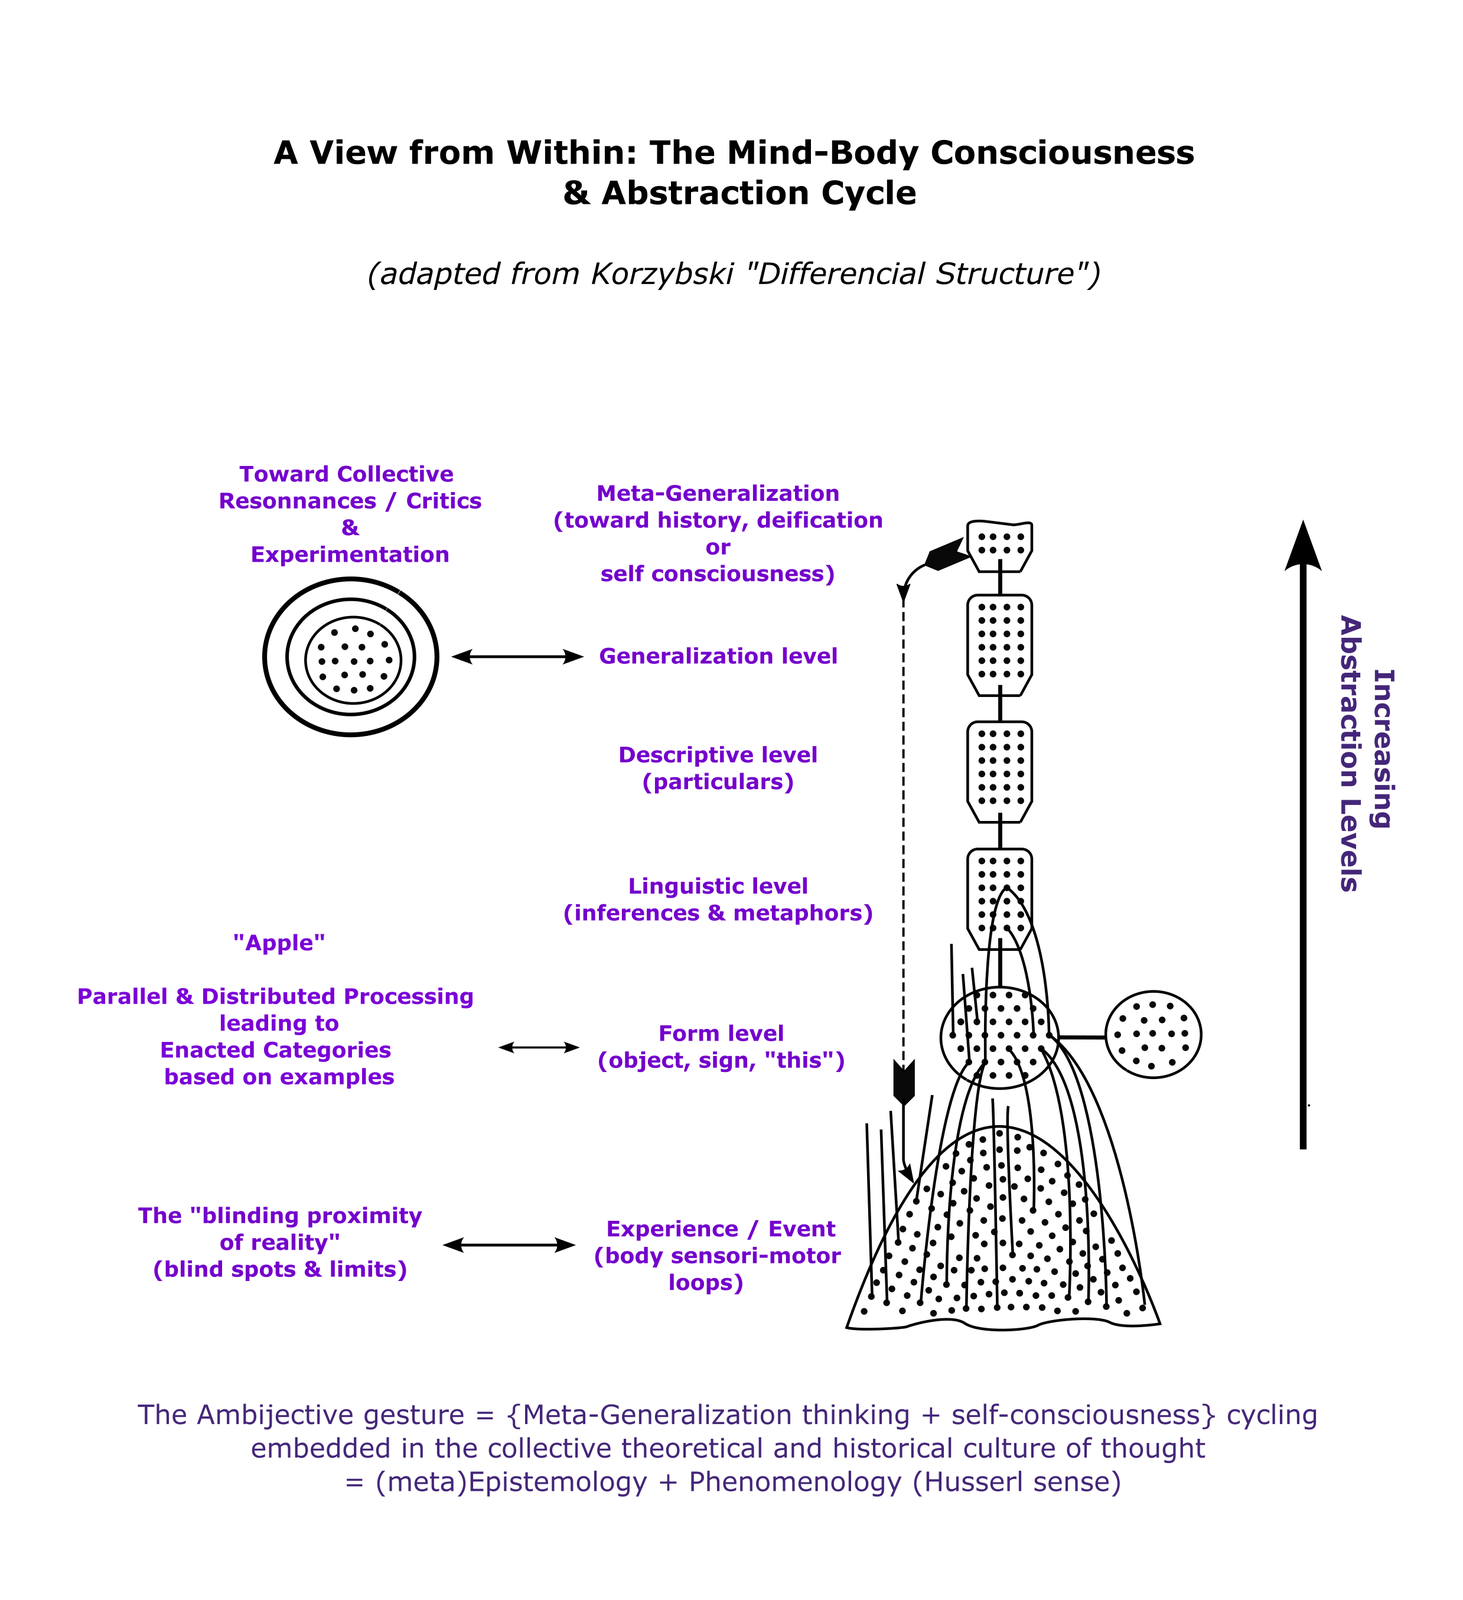 A View from Within: The Mind-Body Consciousness
& Abstraction Cycle
(adapted from Korzybski "Differencial Structure")
Toward Collective
Resonnances / Critics
&
Experimentation
Meta-Generalization
(toward history, deification
or
self consciousness)
Generalization level
Descriptive level
(particulars)
Linguistic level
(inferences & metaphors)
"Apple"
Parallel & Distributed Processing
leading to
Enacted Categories
based on examples
Form level
(object, sign, "this")
The "blinding proximity
of reality"
(blind spots & limits)
Experience / Event
(body sensori-motor
loops)
Increasing
Abstraction Levels
The Ambijective gesture = {Meta-Generalization thinking + self-consciousness} cycling
embedded in the collective theoretical and historical culture of thought
= (meta)Epistemology + Phenomenology (Husserl sense)